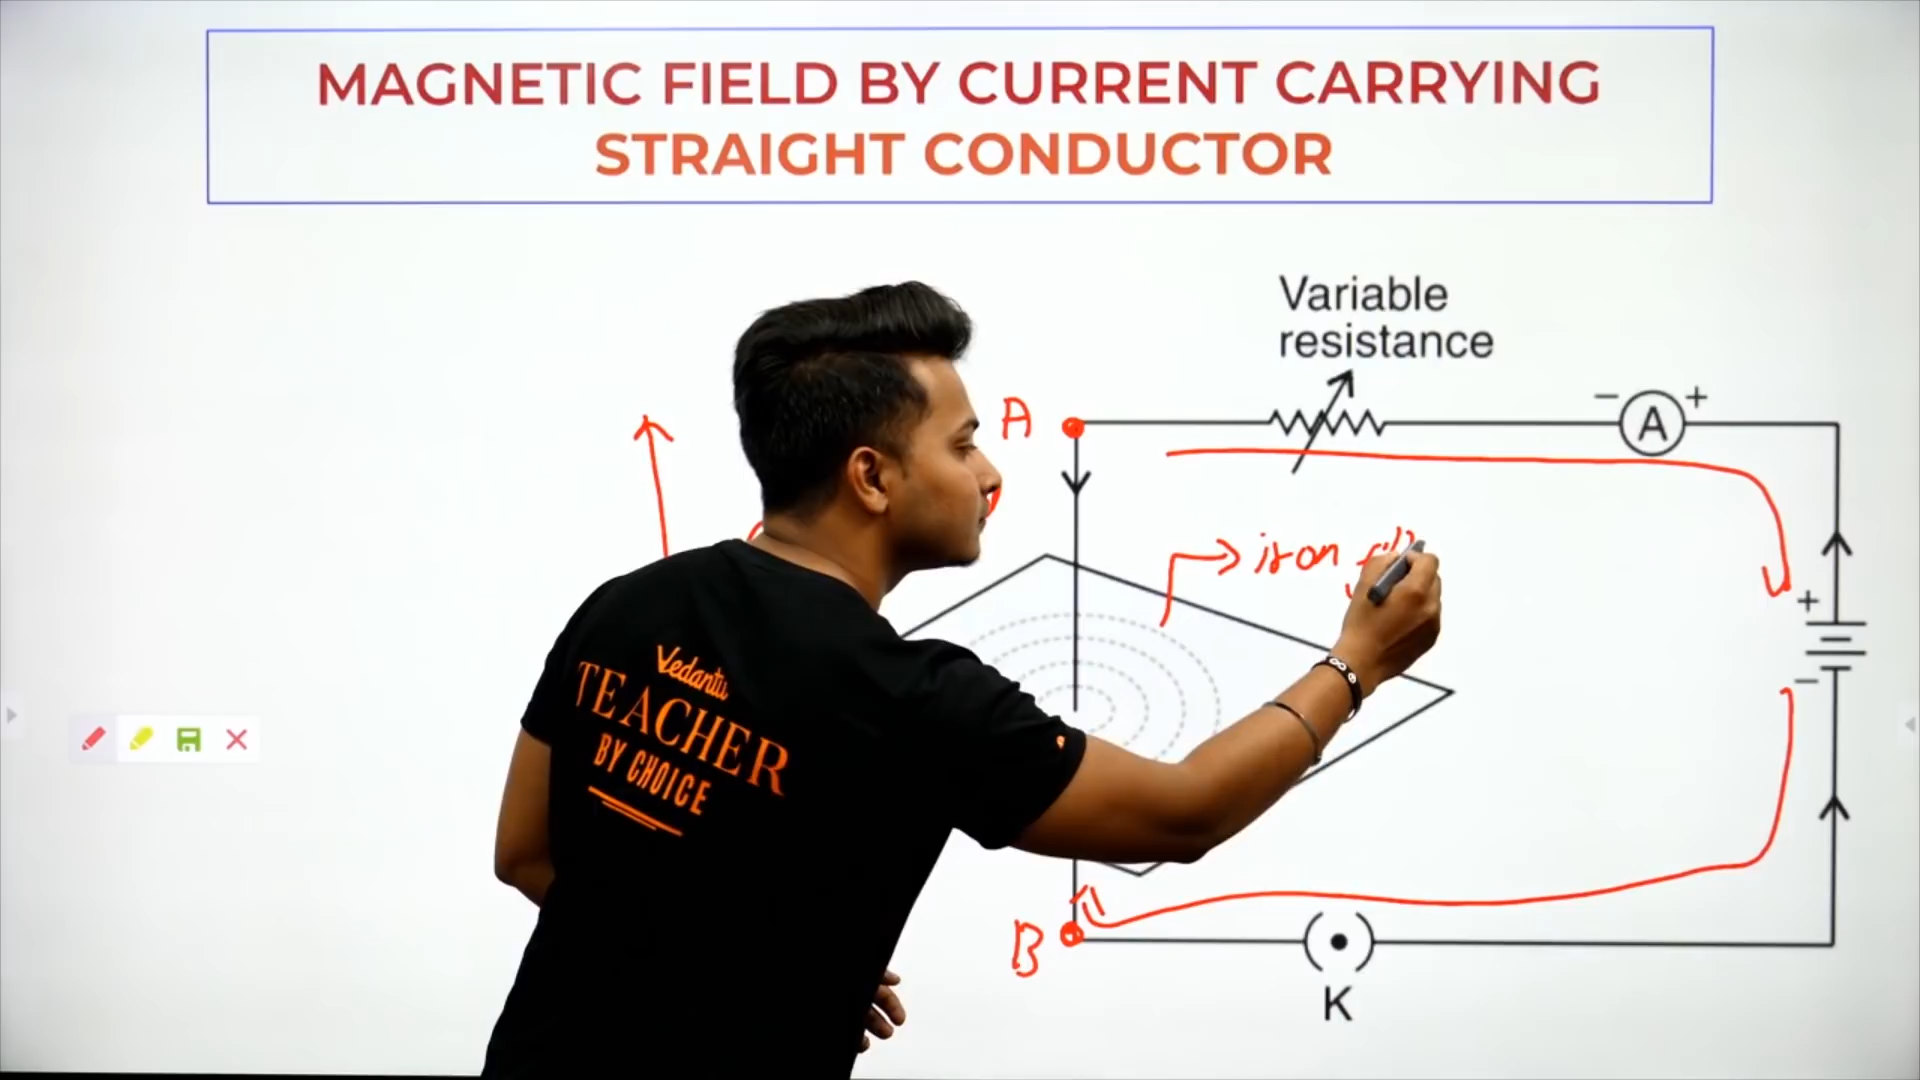 MAGNETIC FIELD BY CURRENT CARRYING
STRAIGHT CONDUCTOR
Variable
resistance
A
− A +
iron
+
−
Vedantu
TEACHER
BY CHOICE
B
K